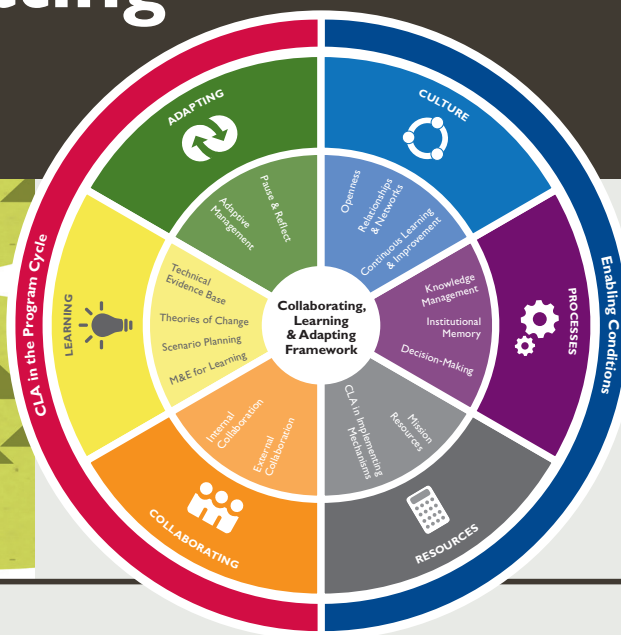 ting
Collaborating,
Learning
& Adapting
Framework
CLA in the Program Cycle
ADAPTING
Adaptive
Management
Pause & Reflect
LEARNING
Technical
Evidence Base
Theories of Change
Scenario Planning
M&E for Learning
COLLABORATING
Internal
Collaboration
External
Collaboration
Enabling Conditions
CULTURE
Openness
Relationships
& Networks
Continuous Learning
& Improvement
PROCESSES
Knowledge
Management
Institutional
Memory
Decision-Making
RESOURCES
Mission
Resources
CLA in Implementing
Mechanisms